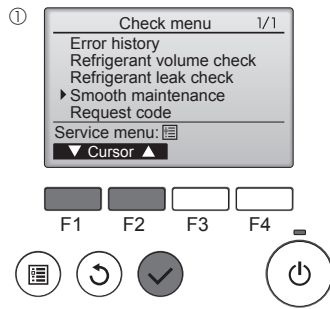 ①
Check menu 1/1
Error history
Refrigerant volume check
Refrigerant leak check
Smooth maintenance
Request code
Service menu:
▼ Cursor ▲
F1 F2 F3 F4